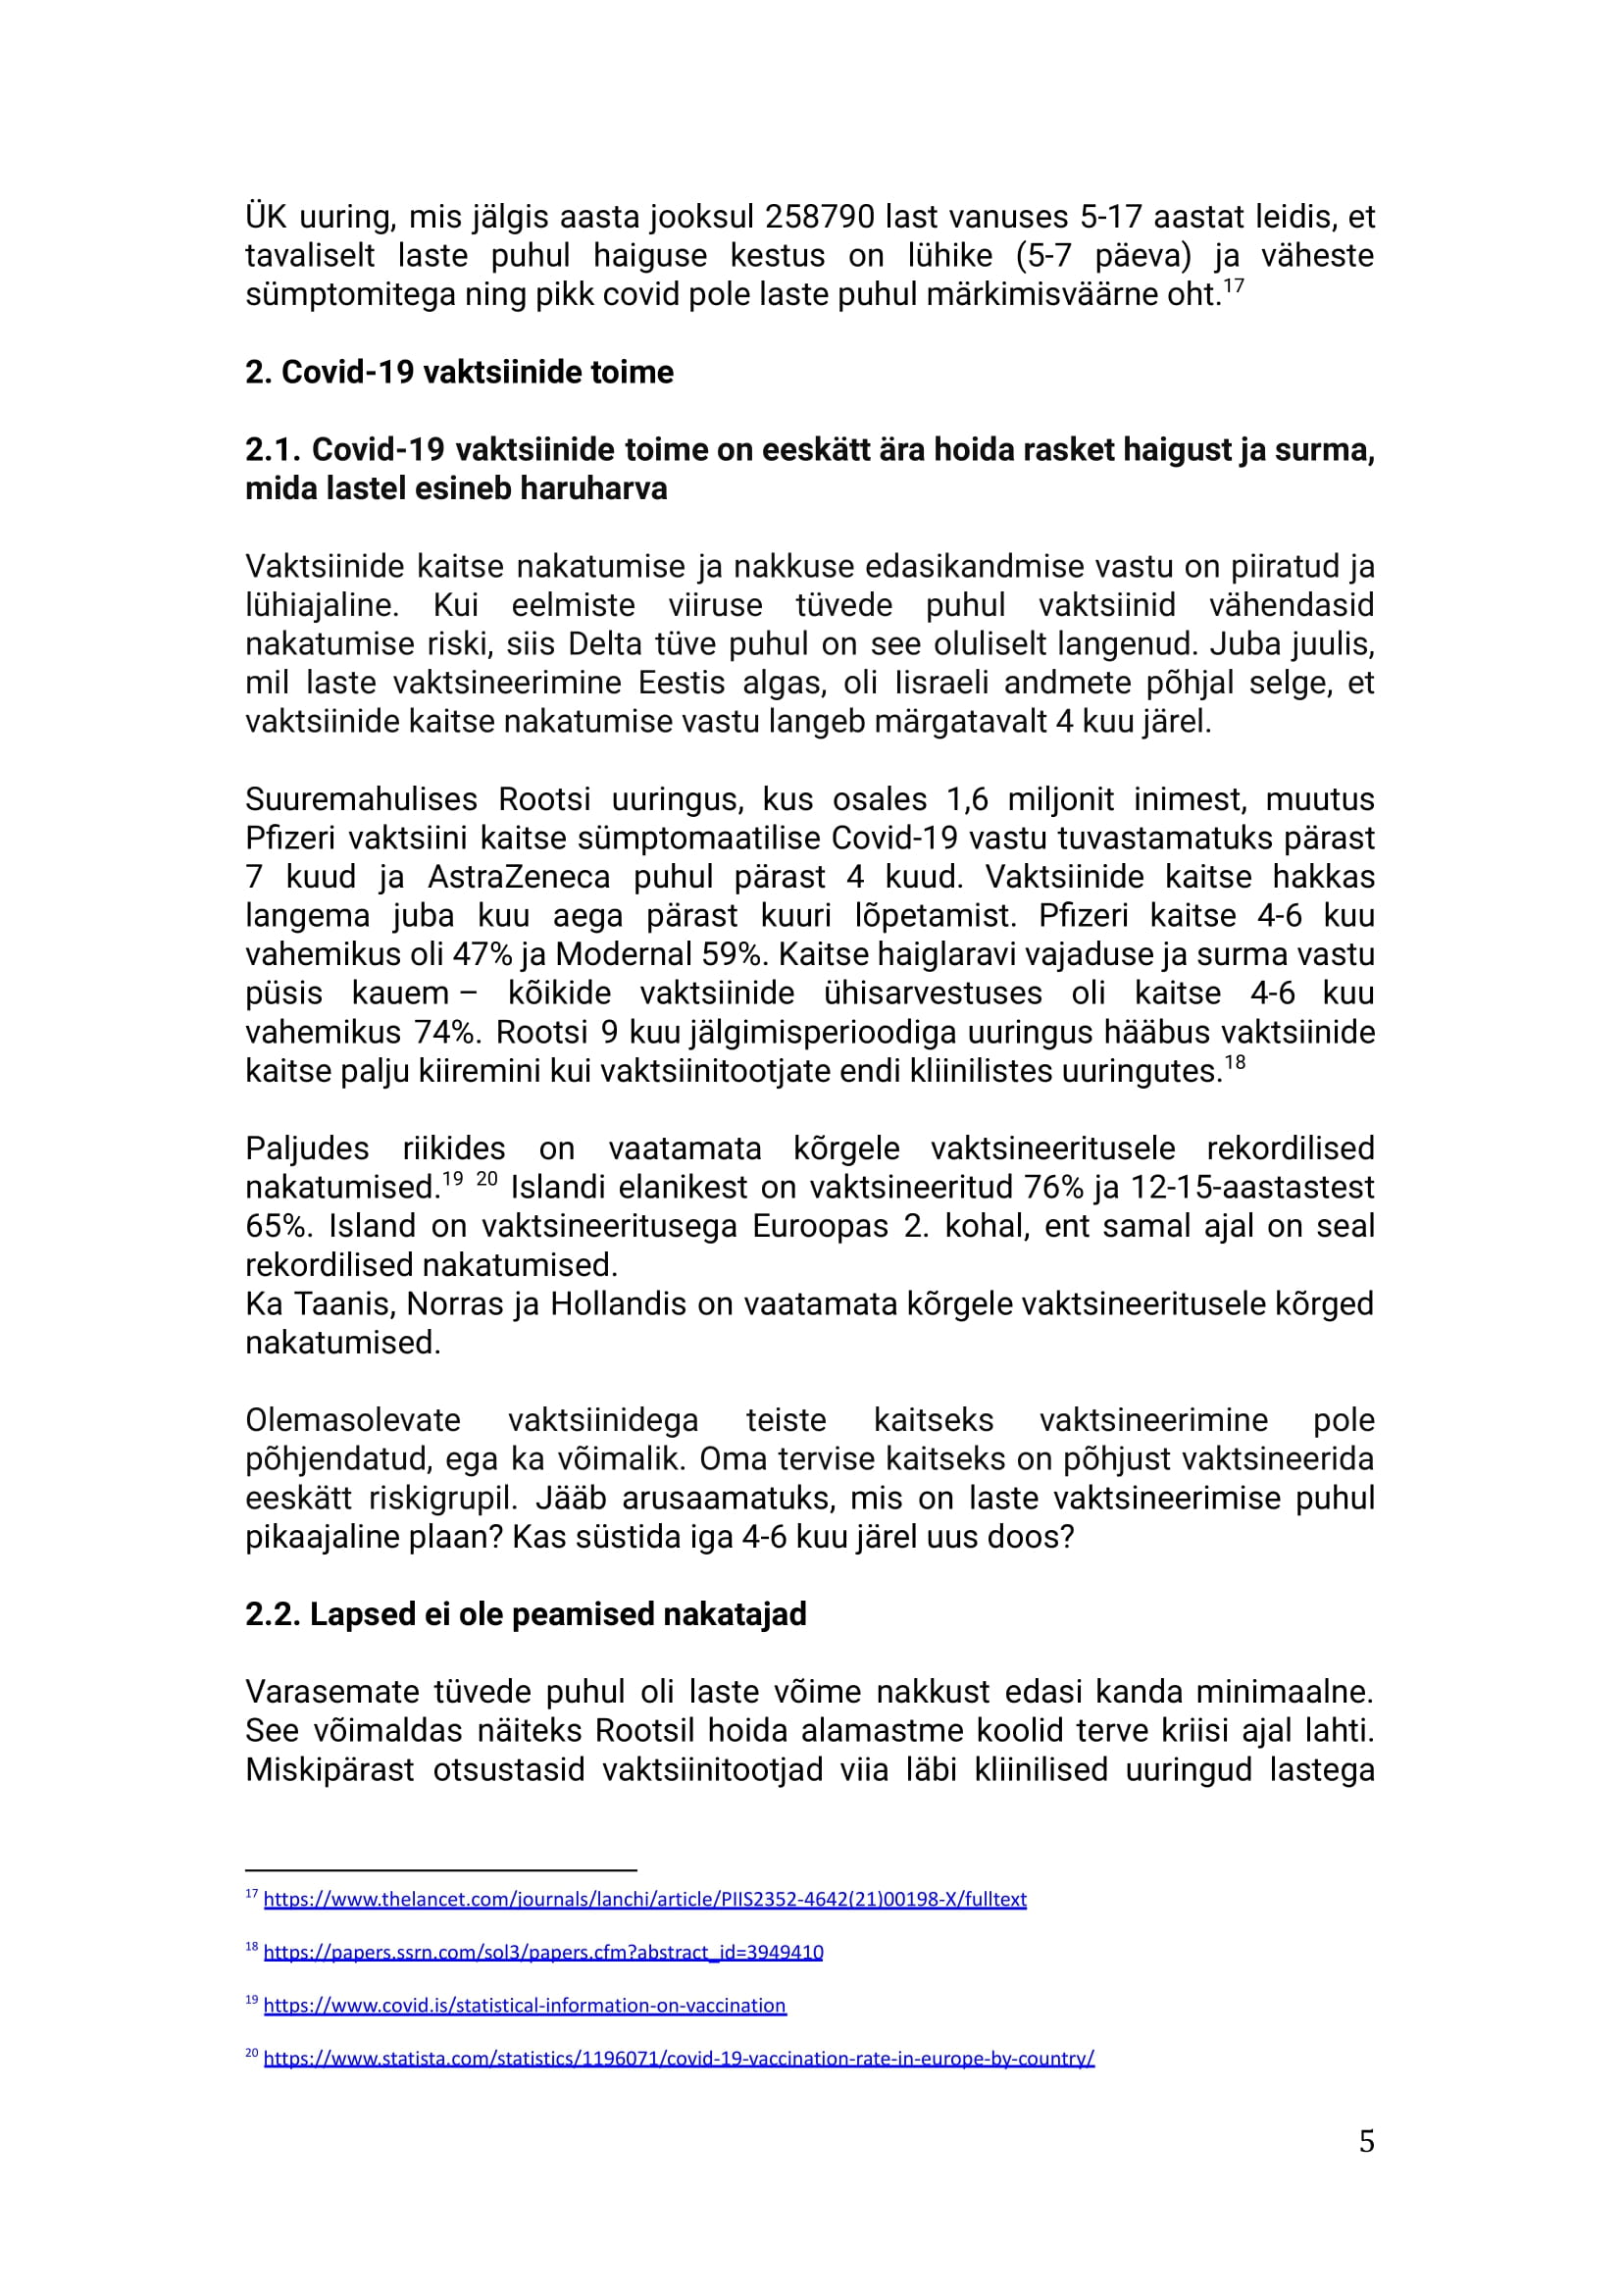 ÜK uuring, mis jälgis aasta jooksul 258790 last vanuses 5-17 aastat leidis, et
tavaliselt laste puhul haiguse kestus on lühike (5-7 päeva) ja väheste
sümptomitega ning pikk covid pole laste puhul märkimisväärne oht.17
2. Covid-19 vaktsiinide toime
2.1. Covid-19 vaktsiinide toime on eeskätt ära hoida rasket haigust ja surma,
mida lastel esineb haruharva
Vaktsiinide kaitse nakatumise ja nakkuse edasikandmise vastu on piiratud ja
lühiajaline. Kui eelmiste viiruse tüvede puhul vaktsiinid vähendasid
nakatumise riski, siis Delta tüve puhul on see oluliselt langenud. Juba juulis,
mil laste vaktsineerimine Eestis algas, oli Iisraeli andmete põhjal selge, et
vaktsiinide kaitse nakatumise vastu langeb märgatavalt 4 kuu järel.
Suuremahulises Rootsi uuringus, kus osales 1,6 miljonit inimest, muutus
Pfizeri vaktsiini kaitse sümptomaatilise Covid-19 vastu tuvastamatuks pärast
7 kuud ja AstraZeneca puhul pärast 4 kuud. Vaktsiinide kaitse hakkas
langema juba kuu aega pärast kuuri lõpetamist. Pfizeri kaitse 4-6 kuu
vahemikus oli 47% ja Modernal 59%. Kaitse haiglaravi vajaduse ja surma vastu
püsis kauem – kõikide vaktsiinide ühisarvestuses oli kaitse 4-6 kuu
vahemikus 74%. Rootsi 9 kuu jälgimisperioodiga uuringus hääbus vaktsiinide
kaitse palju kiiremini kui vaktsiinitootjate endi kliinilistes uuringutes.18
Paljudes riikides on vaatamata kõrgele vaktsineeritusele rekordilised
nakatumised.19 20 Islandi elanikest on vaktsineeritud 76% ja 12-15-aastastest
65%. Island on vaktsineeritusega Euroopas 2. kohal, ent samal ajal on seal
rekordilised nakatumised.
Ka Taanis, Norras ja Hollandis on vaatamata kõrgele vaktsineeritusele kõrged
nakatumised.
Olemasolevate vaktsiinidega teiste kaitseks vaktsineerimine pole
põhjendatud, ega ka võimalik. Oma tervise kaitseks on põhjust vaktsineerida
eeskätt riskigrupil. Jääb arusaamatuks, mis on laste vaktsineerimise puhul
pikaajaline plaan? Kas süstida iga 4-6 kuu järel uus doos?
2.2. Lapsed ei ole peamised nakatajad
Varasemate tüvede puhul oli laste võime nakkust edasi kanda minimaalne.
See võimaldas näiteks Rootsil hoida alamastme koolid terve kriisi ajal lahti.
Miskipärast otsustasid vaktsiinitootjad viia läbi kliinilised uuringud lastega
17 https://www.thelancet.com/journals/lanchi/article/PIIS2352-4642(21)00198-X/fulltext
18 https://papers.ssrn.com/sol3/papers.cfm?abstract_id=3949410
19 https://www.covid.is/statistical-information-on-vaccination
20 https://www.statista.com/statistics/1196071/covid-19-vaccination-rate-in-europe-by-country/
5